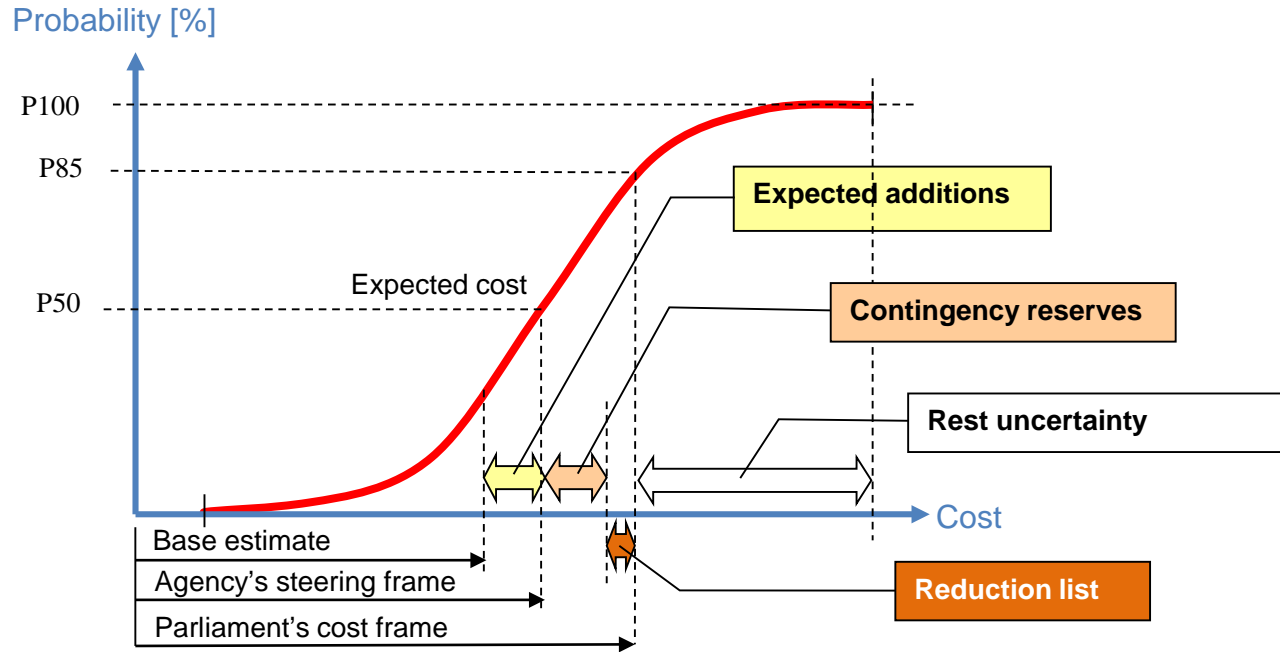 Probability [%]
P100
P85
Expected additions
Expected cost
P50
Contingency reserves
Rest uncertainty
Cost
Base estimate
Agency's steering frame
Reduction list
Parliament's cost frame